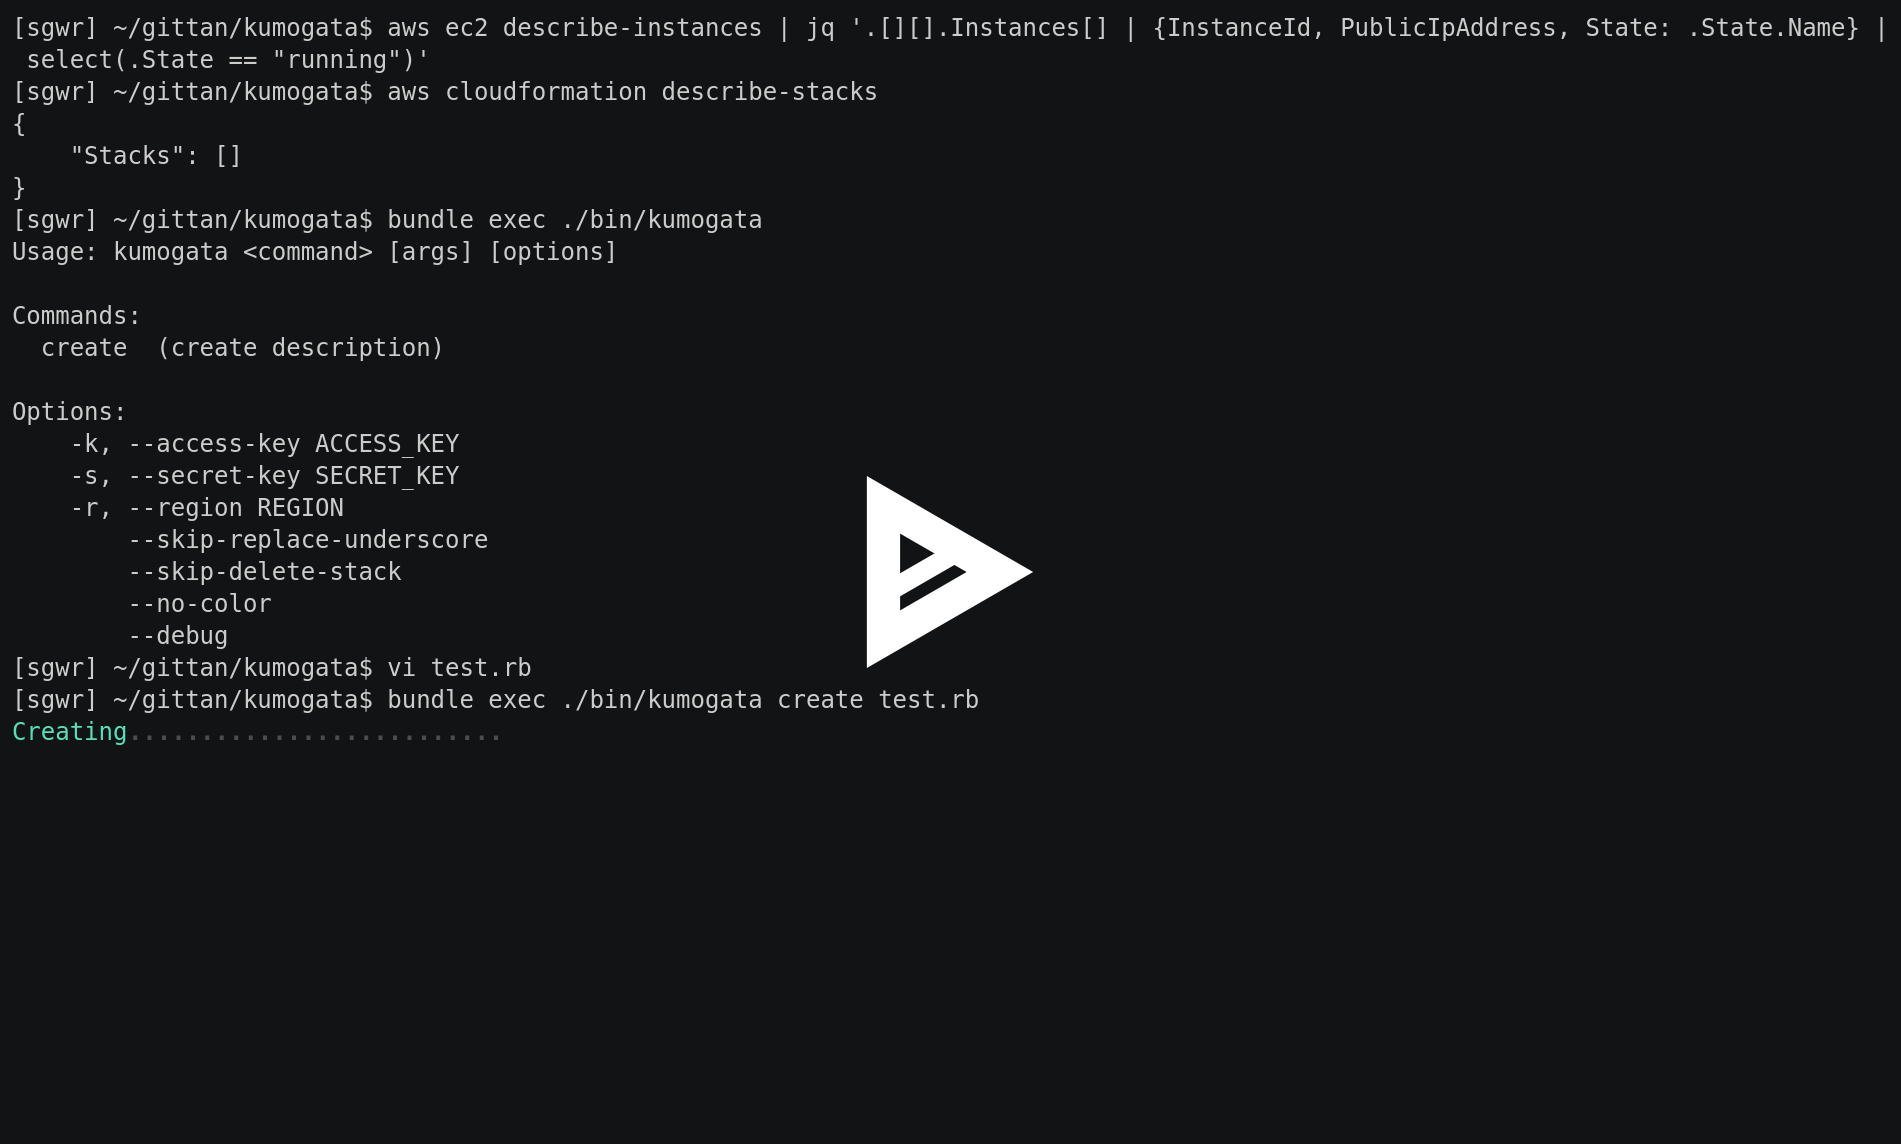 [sgwr] ~/gittan/kumogata$ aws ec2 describe-instances | jq '.[][].Instances[] | {InstanceId, PublicIpAddress, State: .State.Name} |
 select(.State == "running")'
[sgwr] ~/gittan/kumogata$ aws cloudformation describe-stacks
{
    "Stacks": []
}
[sgwr] ~/gittan/kumogata$ bundle exec ./bin/kumogata
Usage: kumogata <command> [args] [options]

Commands:
  create  (create description)

Options:
    -k, --access-key ACCESS_KEY
    -s, --secret-key SECRET_KEY
    -r, --region REGION
        --skip-replace-underscore
        --skip-delete-stack
        --no-color
        --debug
[sgwr] ~/gittan/kumogata$ vi test.rb
[sgwr] ~/gittan/kumogata$ bundle exec ./bin/kumogata create test.rb
Creating..........................